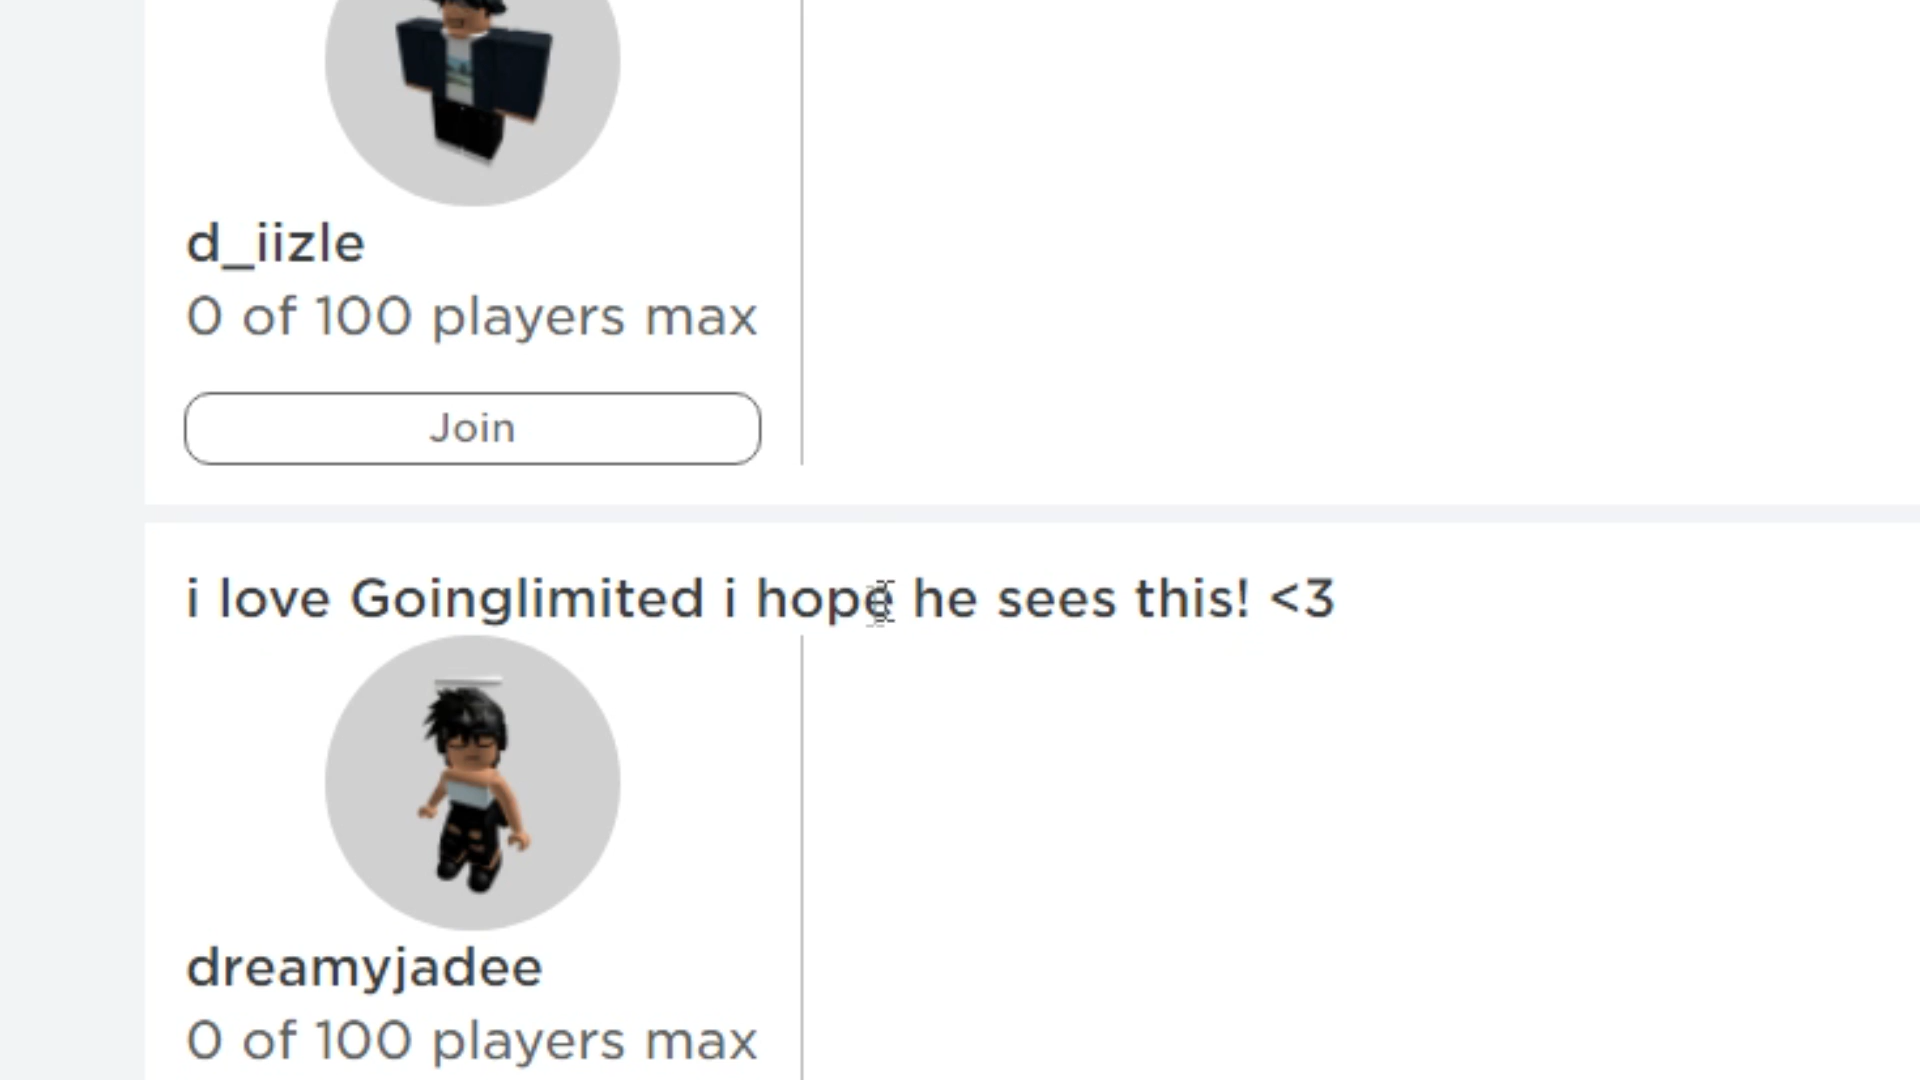 d_iizle
0 of 100 players max
Join
i love Goinglimited i hope he sees this! <3
dreamyjadee
0 of 100 players max